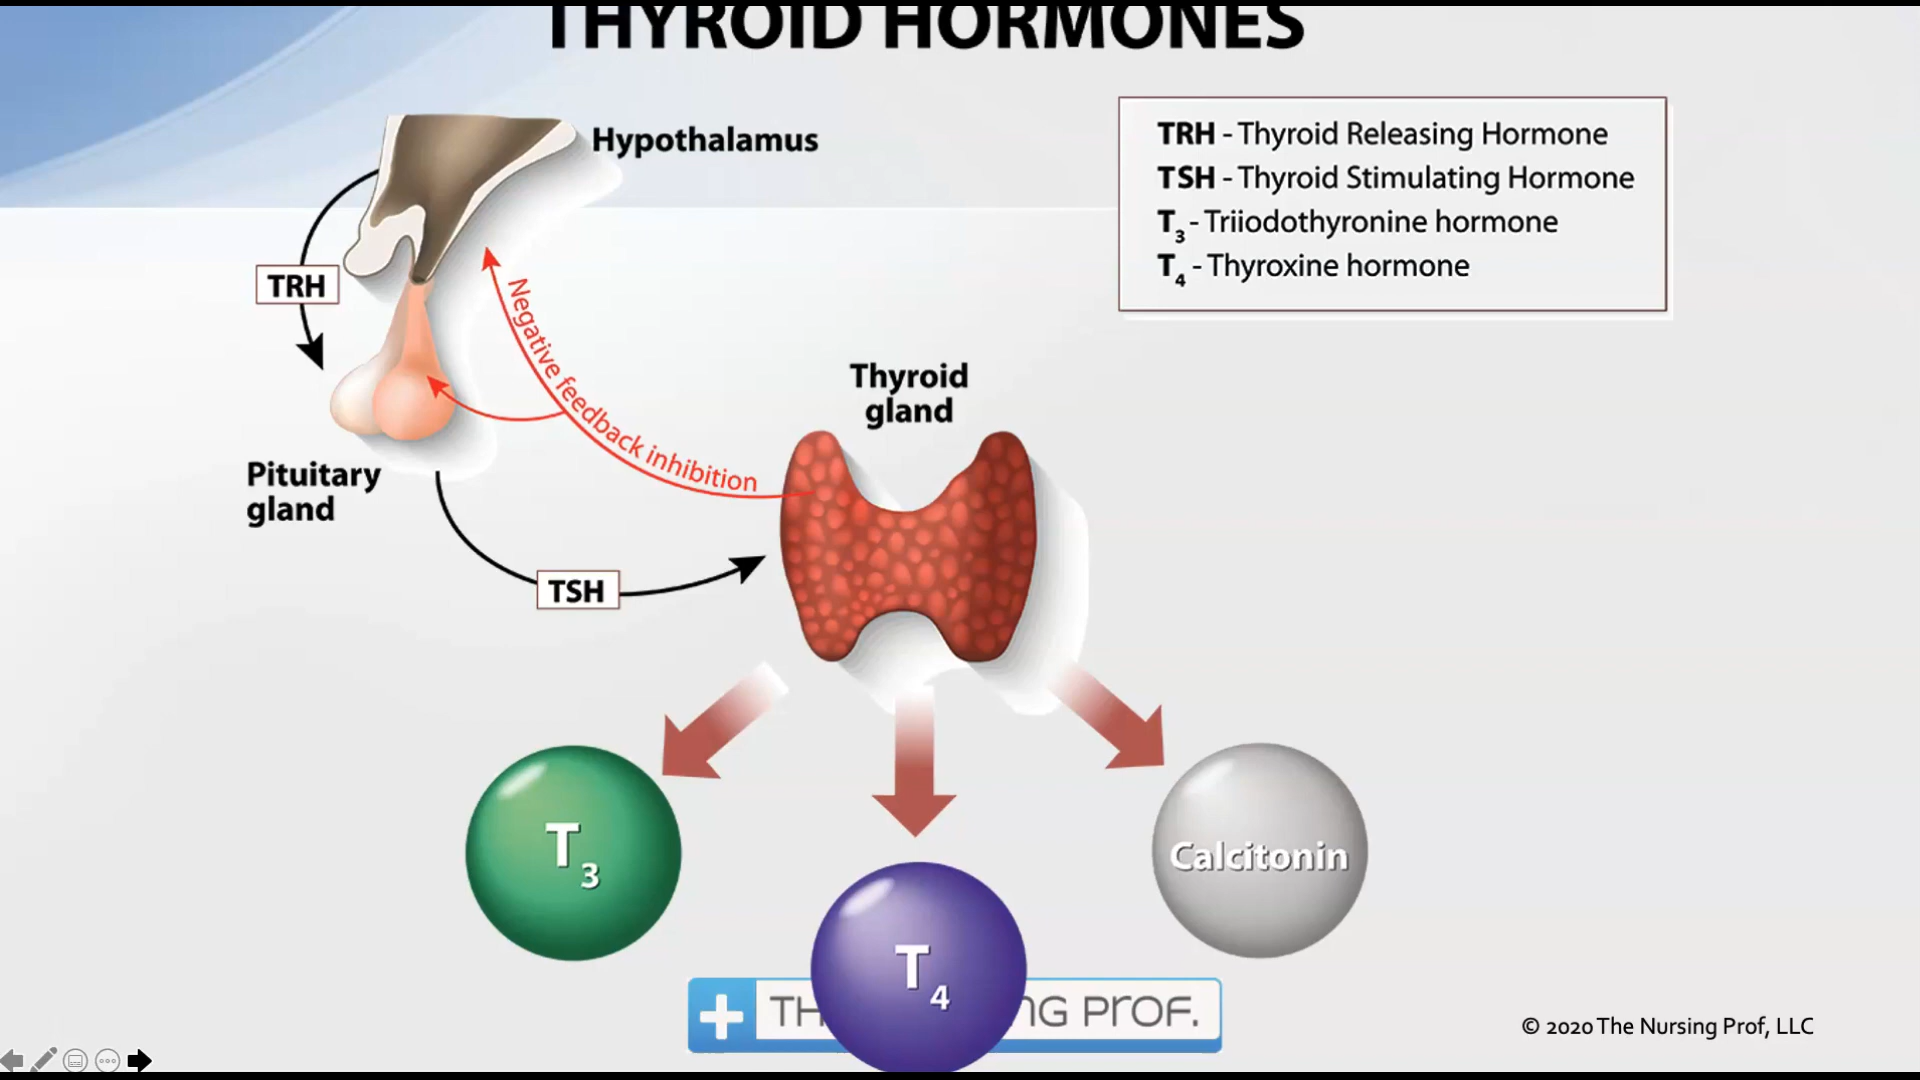 THYROID HORMONES
Hypothalamus
TRH - Thyroid Releasing Hormone
TSH - Thyroid Stimulating Hormone
T3 - Triiodothyronine hormone
T4 - Thyroxine hormone
TRH
Negative feedback inhibition
Thyroid
gland
Pituitary
gland
TSH
T3
Calcitonin
T4
PROF.
© 2020 The Nursing Prof, LLC